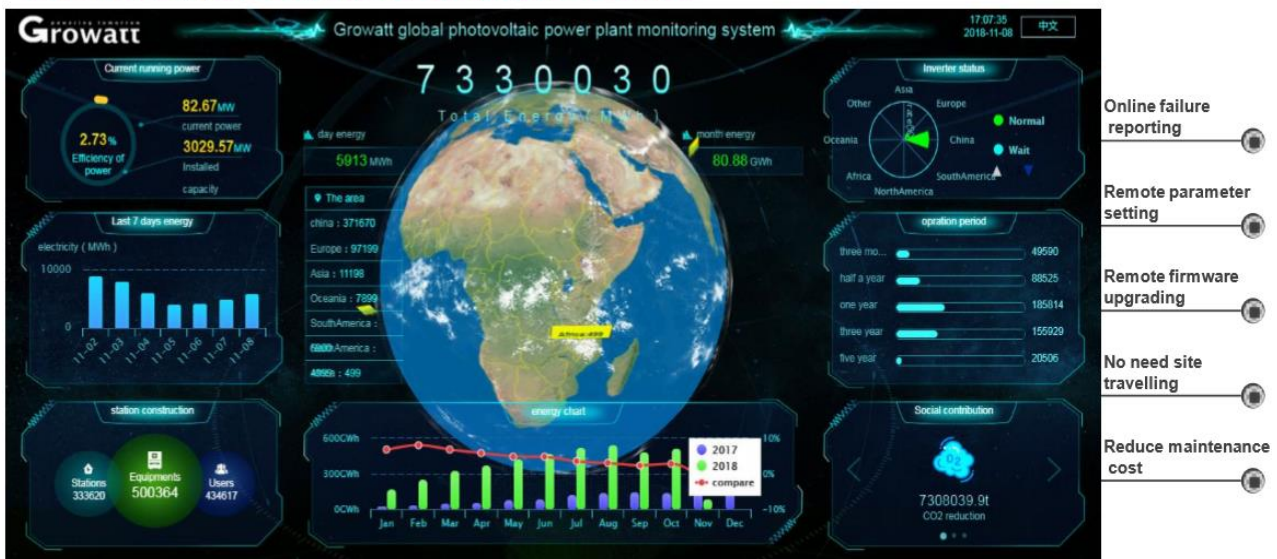 powering tomorrow
Growatt
Growatt global photovoltaic power plant monitoring system
17:07:35
2018-11-08
中文
Current running power
82.67MW
current power
2.73%
Efficiency of
power
3029.57MW
Installed
capacity
7330030
Total Energy ( MWh )
day energy
5913 MWh
month energy
80.88 GWh
Inverter status
Asia
Other
Europe
Oceania
China
Africa
SouthAmerica
NorthAmerica
Normal
Wait
Last 7 days energy
electricity ( MWh )
10000
0
11-02
11-03
11-04
11-05
11-06
11-07
11-08
The area
china : 371670
Europe : 97199
Asia : 11198
Oceania : 7899
SouthAmerica :
America :
: 499
Africa:499
opration period
three mo... 49590
half a year 88525
one year 185814
three year 155929
five year 20506
station construction
Stations
333620
Equipments
500364
Users
434617
energy chart
600CWh
300CWh
0CWh
10%
0%
-10%
2017
2018
compare
Jan Feb Mar Apr May Jun Jul Aug Sep Oct Nov Dec
Social contribution
O2
7308039.9t
CO2 reduction
Online failure
reporting
Remote parameter
setting
Remote firmware
upgrading
No need site
travelling
Reduce maintenance
cost